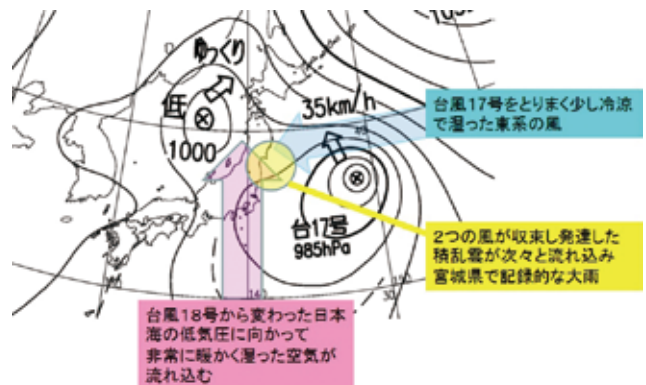 ゆっくり
低
1000
35km/h
台17号
985hPa
台風17号をとりまく少し冷涼
で湿った東系の風
2つの風が収束し発達した
積乱雲が次々と流れ込み
宮城県で記録的な大雨
台風18号から変わった日本
海の低気圧に向かって
非常に暖かく湿った空気が
流れ込む